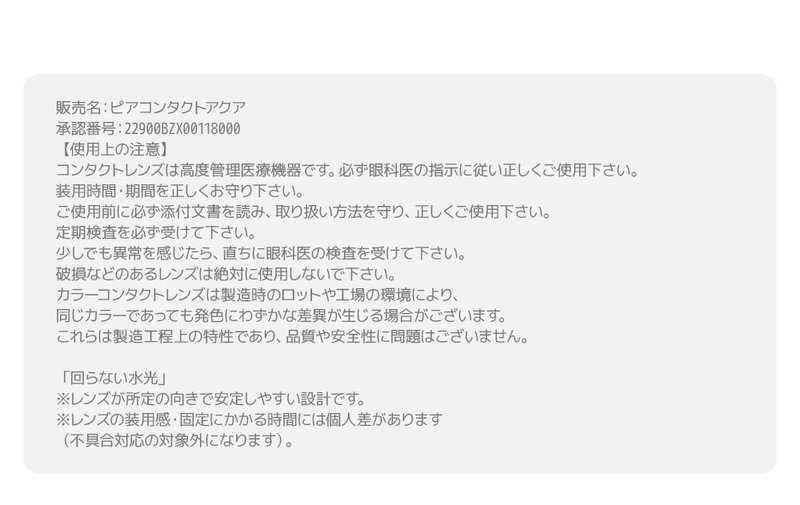 販売名：ピアコンタクトアクア
承認番号：22900BZX00118000
【使用上の注意】
コンタクトレンズは高度管理医療機器です。必ず眼科医の指示に従い正しくご使用下さい。
装用時間・期間を正しくお守り下さい。
ご使用前に必ず添付文書を読み、取り扱い方法を守り、正しくご使用下さい。
定期検査を必ず受けて下さい。
少しでも異常を感じたら、直ちに眼科医の検査を受けて下さい。
破損などのあるレンズは絶対に使用しないで下さい。
カラーコンタクトレンズは製造時のロットや工場の環境により、
同じカラーであっても発色にわずかな差異が生じる場合がございます。
これらは製造工程上の特性であり、品質や安全性に問題はございません。
「回らない水光」
※レンズが所定の向きで安定しやすい設計です。
※レンズの装用感・固定にかかる時間には個人差があります
（不具合対応の対象外になります）。